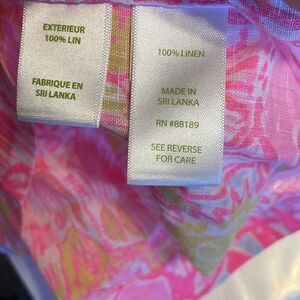 EXTERIEUR
100% LIN
FABRIQUE EN
SRI LANKA
100% LINEN
MADE IN
SRI LANKA
RN #88189
SEE REVERSE
FOR CARE